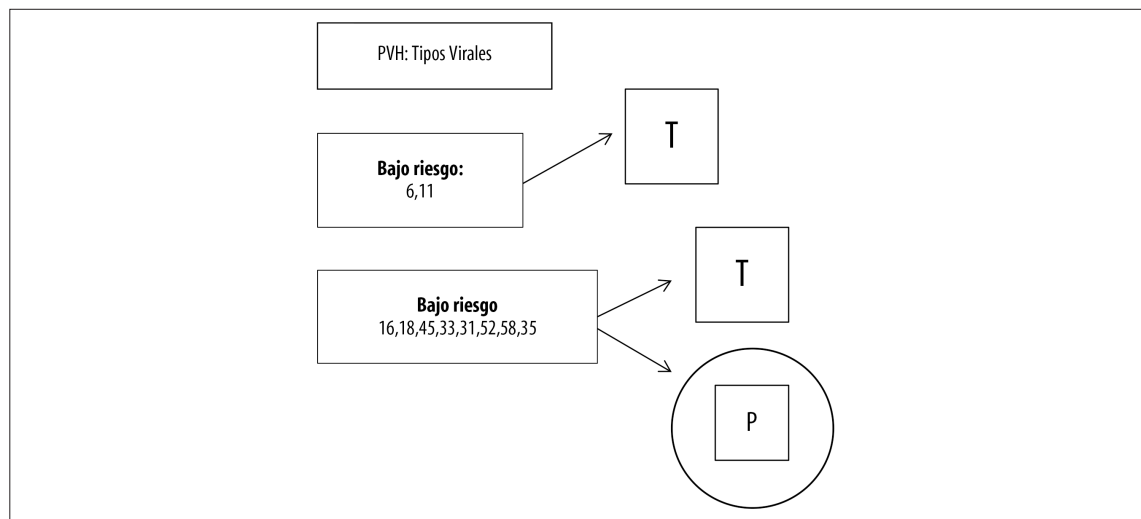 PVH: Tipos Virales
T
Bajo riesgo:
6,11
T
Bajo riesgo
16,18,45,33,31,52,58,35
P